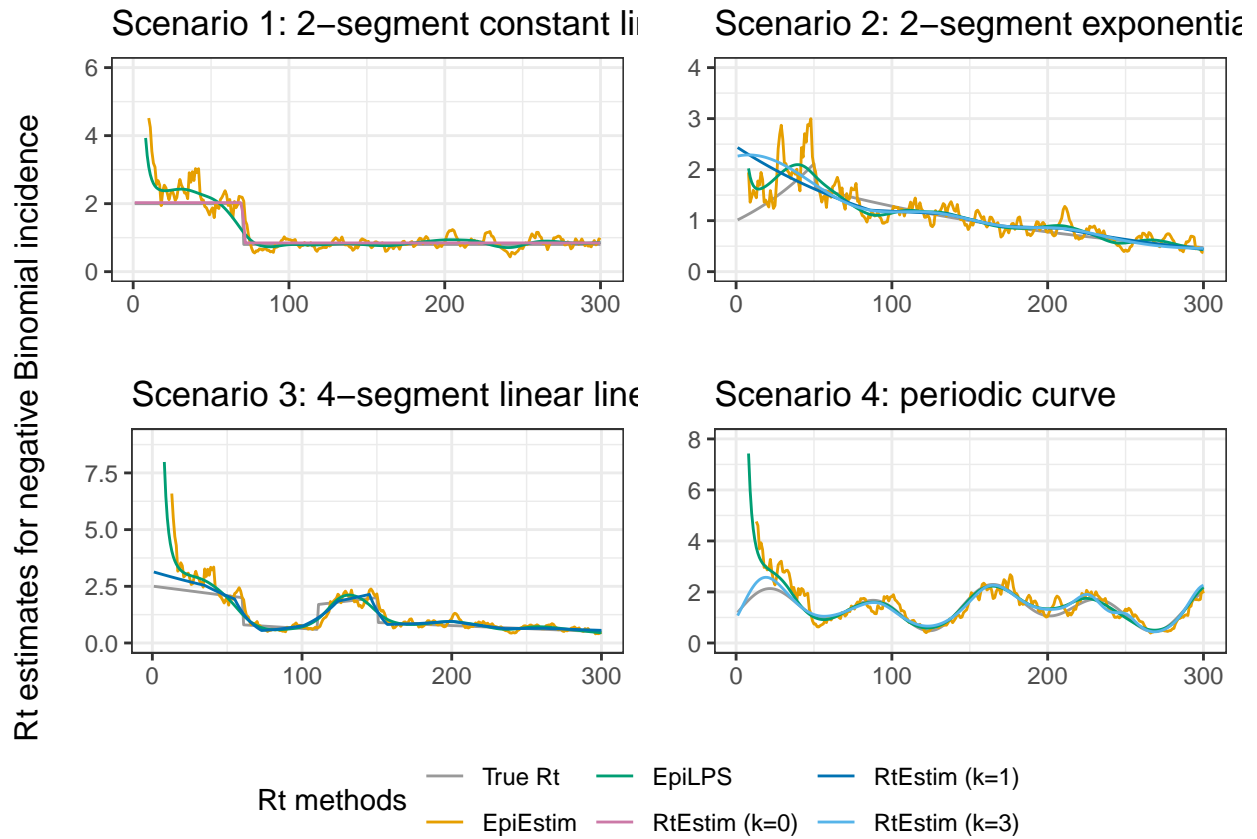 Scenario 1: 2−segment constant li
Scenario 2: 2−segment exponentia
6
4
2
0
0 100 200 300
4
3
2
1
0
0 100 200 300
Rt estimates for negative Binomial incidence
Scenario 3: 4−segment linear line
Scenario 4: periodic curve
7.5
5.0
2.5
0.0
0 100 200 300
8
6
4
2
0
0 100 200 300
Rt methods
True Rt EpiLPS RtEstim (k=1)
EpiEstim RtEstim (k=0) RtEstim (k=3)